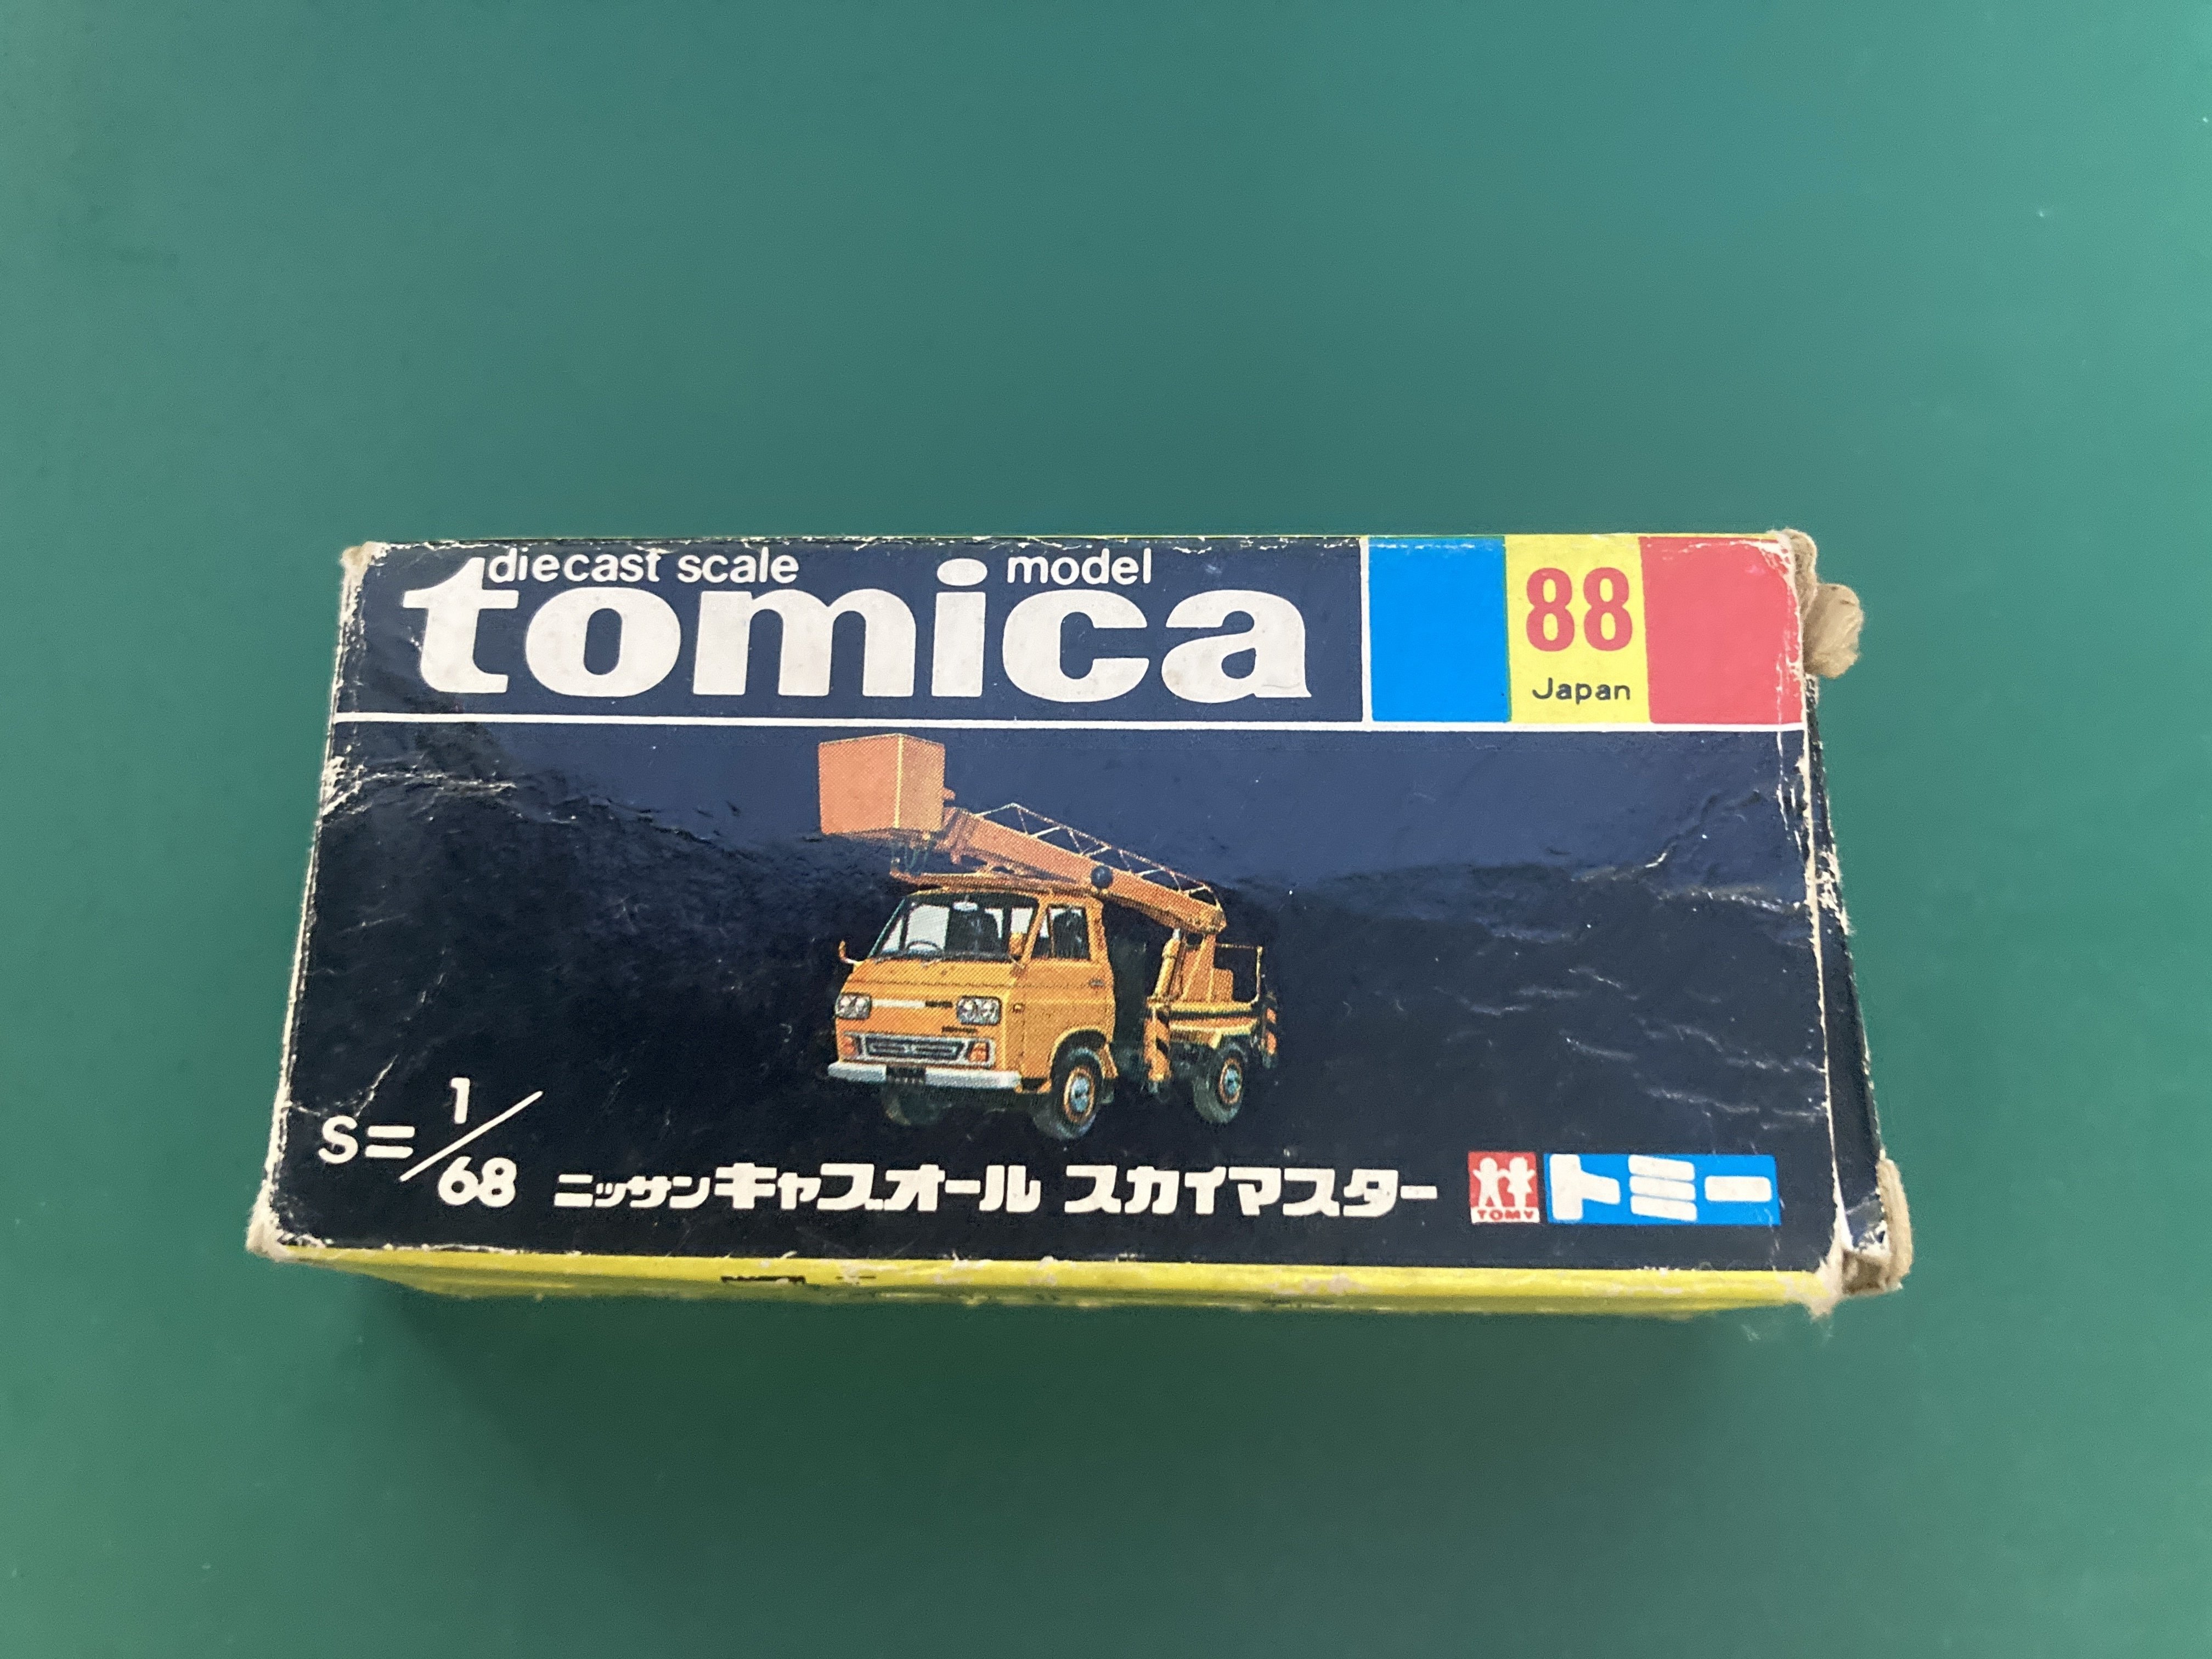 diecast scale model
tomica
88
Japan
S=1/68
ニッサンキャブオール スカイマスター
TOMY
トミー